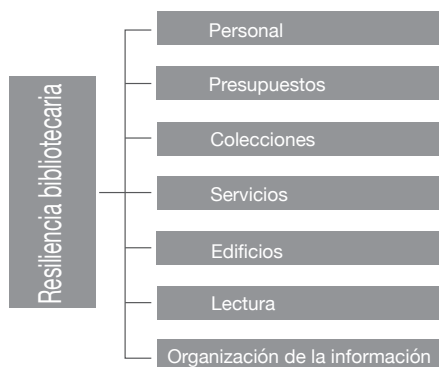 Resiliencia bibliotecaria
Personal
Presupuestos
Colecciones
Servicios
Edificios
Lectura
Organización de la información